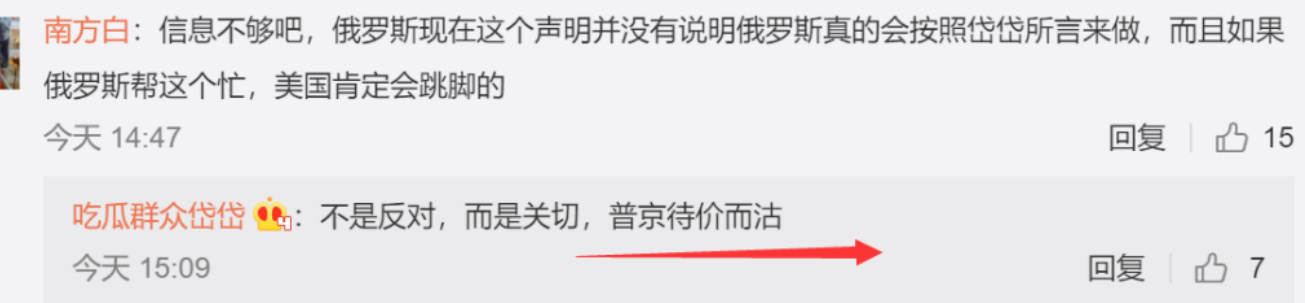 南方白：信息不够吧，俄罗斯现在这个声明并没有说明俄罗斯真的会按照岱岱所言来做，而且如果
俄罗斯帮这个忙，美国肯定会跳脚的
今天 14:47 回复 15
吃瓜群众岱岱 4：不是反对，而是关切，普京待价而沽
今天 15:09 回复 7